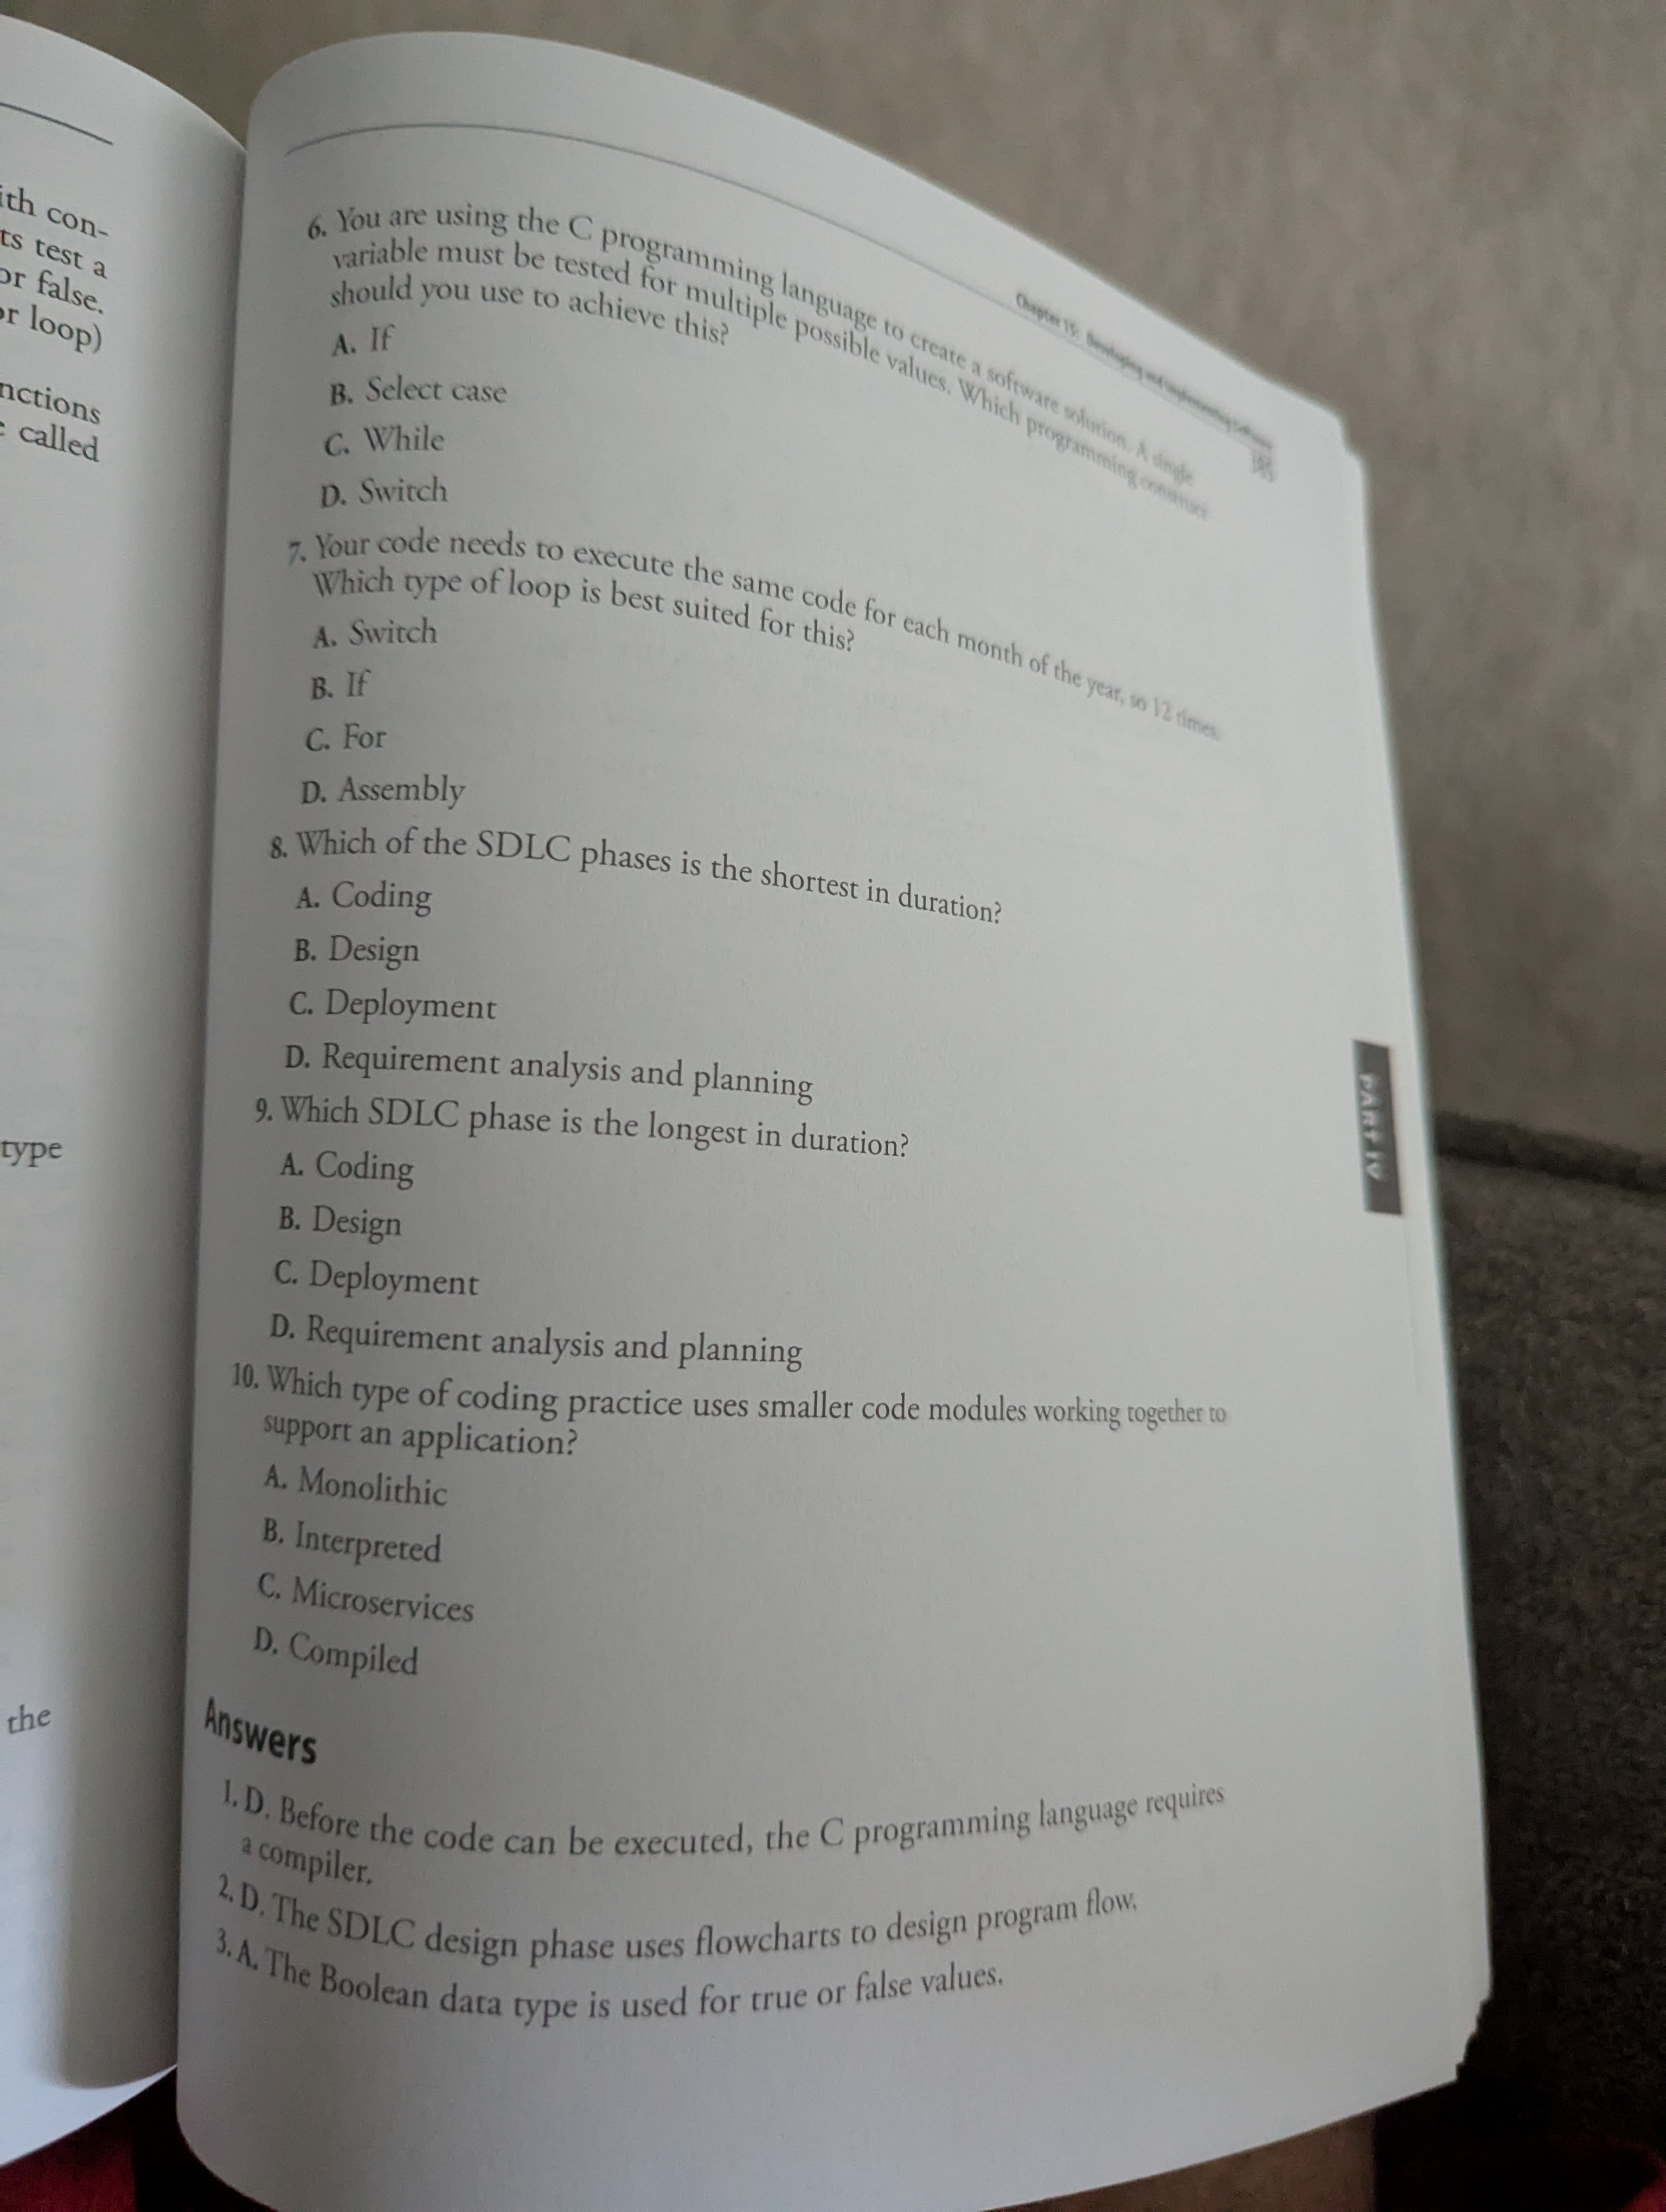 ith con-
ts test a
or false.
or loop)
nctions
called
type
the
Chapter 15: Developing and Implementing Software
6. You are using the C programming language to create a software solution. A single
variable must be tested for multiple possible values. Which programming construct
should you use to achieve this?
A. If
B. Select case
C. While
D. Switch
7. Your code needs to execute the same code for each month of the year, so 12 times.
Which type of loop is best suited for this?
A. Switch
B. If
C. For
D. Assembly
8. Which of the SDLC phases is the shortest in duration?
A. Coding
B. Design
C. Deployment
D. Requirement analysis and planning
9. Which SDLC phase is the longest in duration?
A. Coding
B. Design
C. Deployment
D. Requirement analysis and planning
10. Which type of coding practice uses smaller code modules working together to
support an application?
A. Monolithic
B. Interpreted
C. Microservices
D. Compiled
PART IV
Answers
1. D. Before the code can be executed, the C programming language requires
a compiler.
2. D. The SDLC design phase uses flowcharts to design program flow.
3. A. The Boolean data type is used for true or false values.